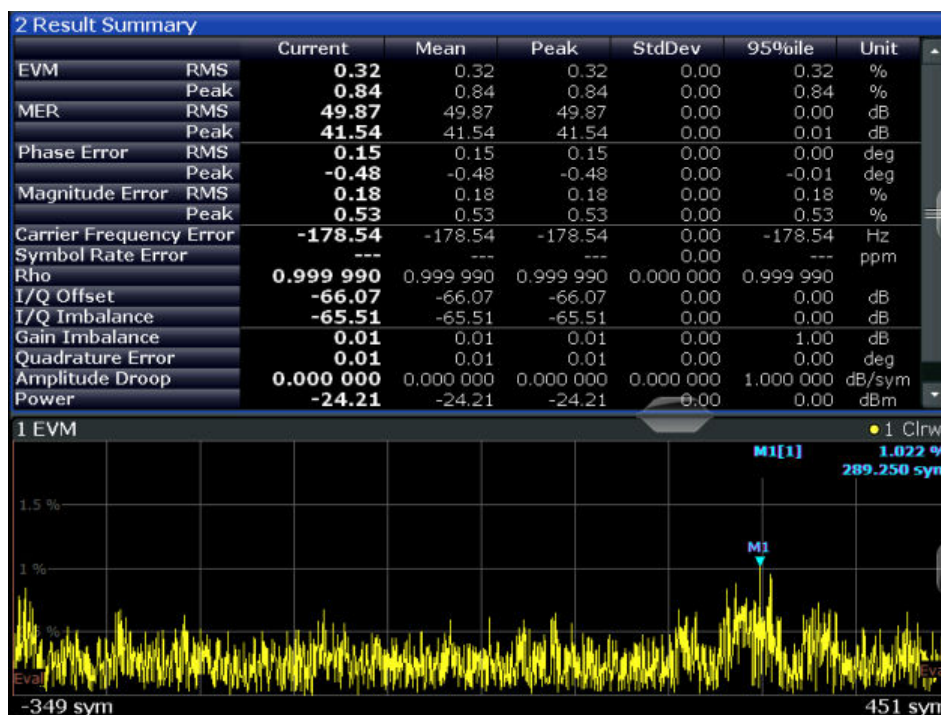 2 Result Summary
Current Mean Peak StdDev 95%ile Unit
EVM RMS 0.32 0.32 0.32 0.00 0.32 %
Peak 0.84 0.84 0.84 0.00 0.84 %
MER RMS 49.87 49.87 49.87 0.00 0.00 dB
Peak 41.54 41.54 41.54 0.00 0.01 dB
Phase Error RMS 0.15 0.15 0.15 0.00 0.00 deg
Peak -0.48 -0.48 -0.48 0.00 -0.01 deg
Magnitude Error RMS 0.18 0.18 0.18 0.00 0.18 %
Peak 0.53 0.53 0.53 0.00 0.53 %
Carrier Frequency Error -178.54 -178.54 -178.54 0.00 -178.54 Hz
Symbol Rate Error --- --- --- 0.00 --- ppm
Rho 0.999 990 0.999 990 0.999 990 0.000 000 0.999 990
I/Q Offset -66.07 -66.07 -66.07 0.00 0.00 dB
I/Q Imbalance -65.51 -65.51 -65.51 0.00 0.00 dB
Gain Imbalance 0.01 0.01 0.01 0.00 1.00 dB
Quadrature Error 0.01 0.01 0.01 0.00 0.00 deg
Amplitude Droop 0.000 000 0.000 000 0.000 000 0.000 000 1.000 000 dB/sym
Power -24.21 -24.21 -24.21 0.00 0.00 dBm
1 EVM 1 Clrw
M1[1] 1.022 %
289.250 sym
1.5 %
M1
1 %
%
Eval
-349 sym 451 sym